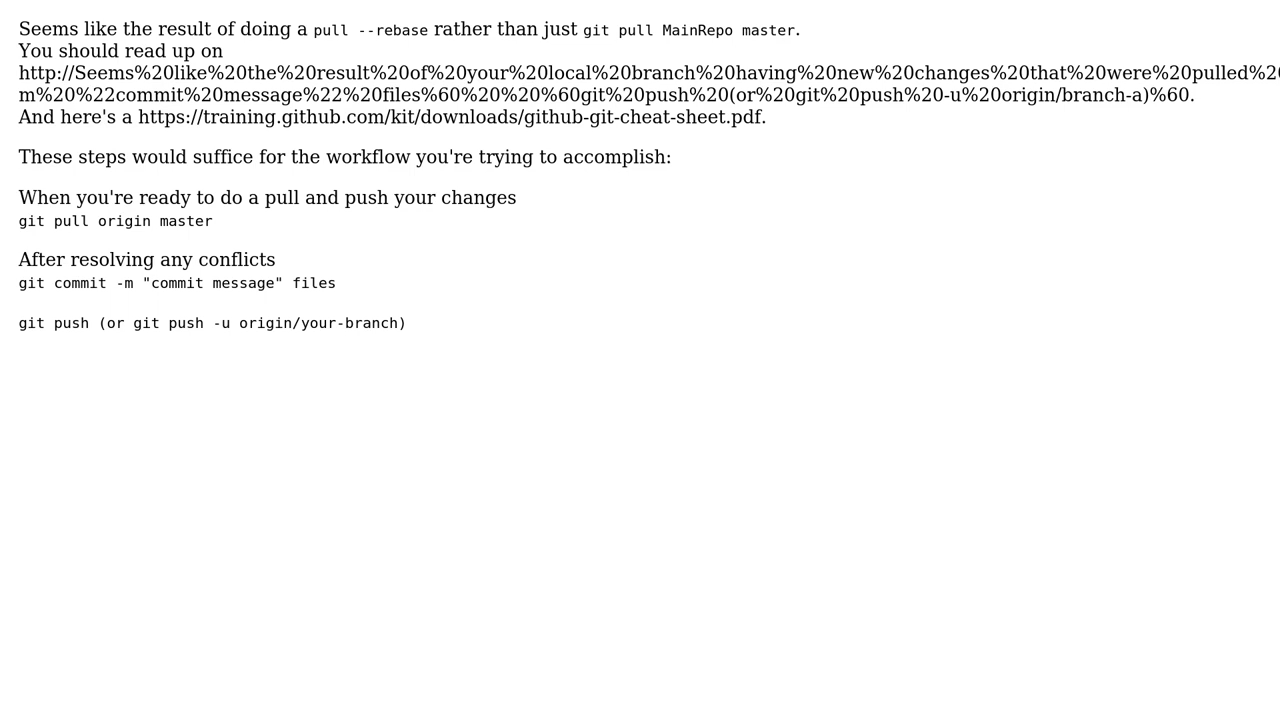 Seems like the result of doing a pull --rebase rather than just git pull MainRepo master.
You should read up on
http://Seems%20like%20the%20result%20of%20your%20local%20branch%20having%20new%20changes%20that%20were%20pulled%20
m%20%22commit%20message%22%20files%60%20%20%60git%20push%20(or%20git%20push%20-u%20origin/branch-a)%60.
And here's a https://training.github.com/kit/downloads/github-git-cheat-sheet.pdf.
These steps would suffice for the workflow you're trying to accomplish:
When you're ready to do a pull and push your changes
git pull origin master
After resolving any conflicts
git commit -m "commit message" files
git push (or git push -u origin/your-branch)